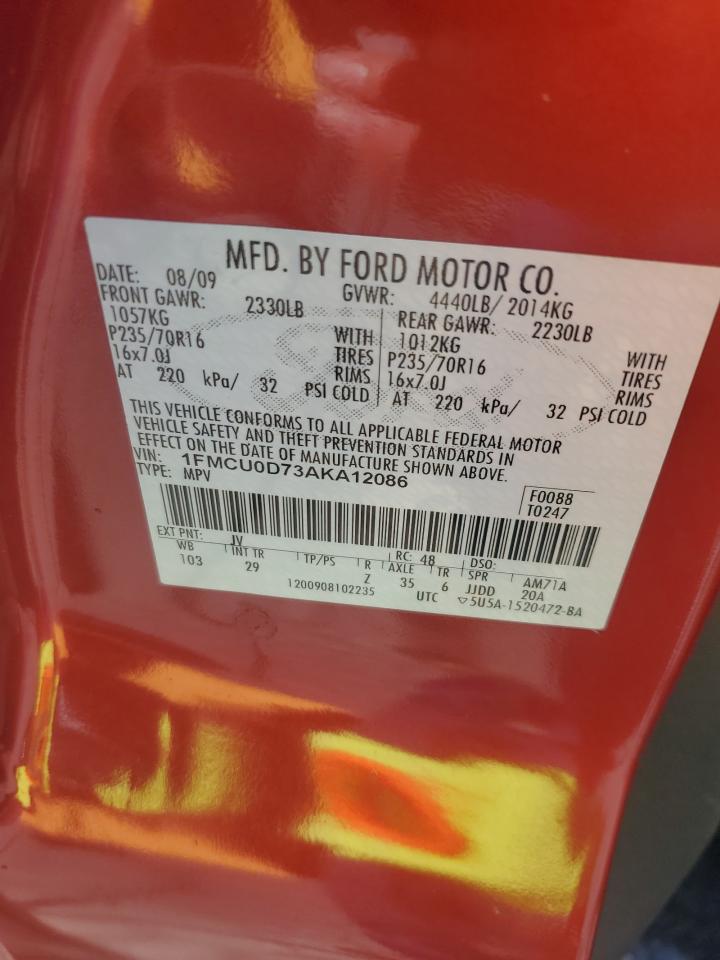 MFD. BY FORD MOTOR CO.
DATE: 08/09 GVWR: 4440LB/ 2014KG
FRONT GAWR: 2330LB REAR GAWR: 2230LB
1057KG WITH 1012KG WITH
P235/70R16 TIRES P235/70R16 TIRES
16x7.0J RIMS 16x7.0J RIMS
AT 220 kPa/ 32 PSI COLD AT 220 kPa/ 32 PSI COLD
THIS VEHICLE CONFORMS TO ALL APPLICABLE FEDERAL MOTOR
VEHICLE SAFETY AND THEFT PREVENTION STANDARDS IN
EFFECT ON THE DATE OF MANUFACTURE SHOWN ABOVE.
VIN: 1FMCU0D73AKA12086
TYPE: MPV
F0088
T0247
EXT PNT: JV RC: 48 DSO:
WB INT TR TP/PS R AXLE TR SPR AM71A
103 29 Z 35 6 JJDD 20A
1200908102235 UTC ▽5U5A-1520472-BA